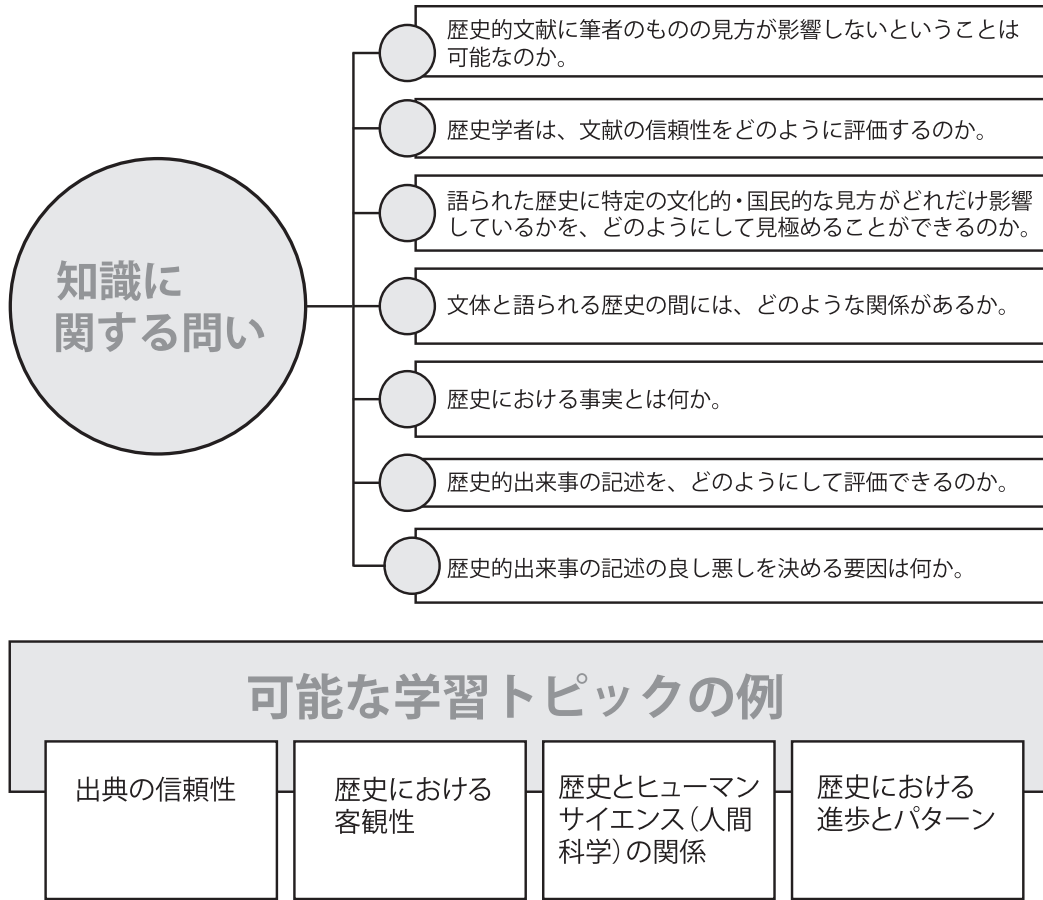 歴史的文献に筆者のものの見方が影響しないということは
可能なのか。
歴史学者は、文献の信頼性をどのように評価するのか。
語られた歴史に特定の文化的・国民的な見方がどれだけ影響
しているかを、どのようにして見極めることができるのか。
知識に
関する問い
文体と語られる歴史の間には、どのような関係があるか。
歴史における事実とは何か。
歴史的出来事の記述を、どのようにして評価できるのか。
歴史的出来事の記述の良し悪しを決める要因は何か。
可能な学習トピックの例
出典の信頼性
歴史における
客観性
歴史とヒューマン
サイエンス（人間
科学）の関係
歴史における
進歩とパターン